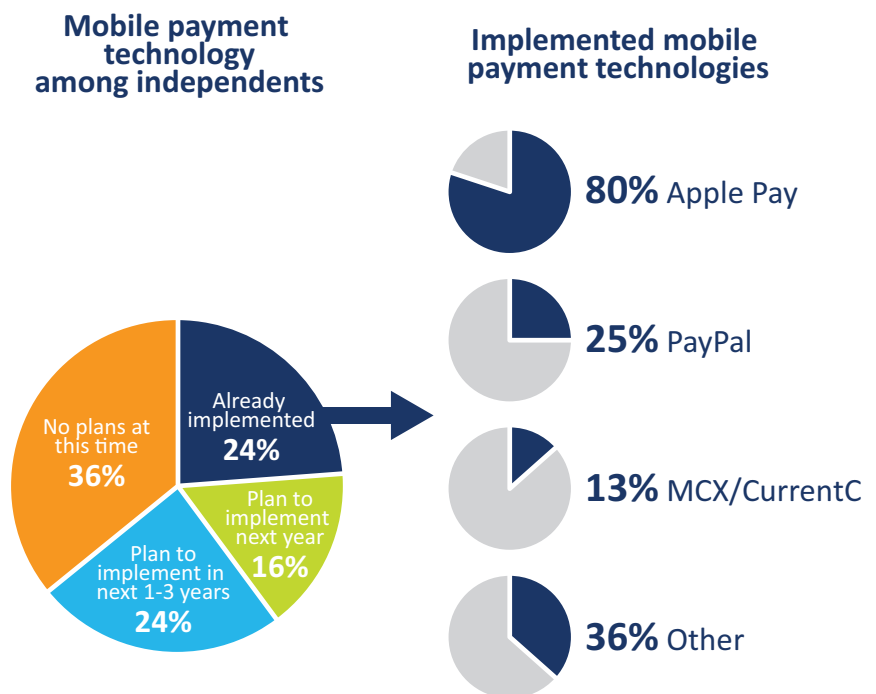 Mobile payment
technology
among independents
Implemented mobile
payment technologies
80% Apple Pay
25% PayPal
13% MCX/CurrentC
36% Other
Already
implemented
24%
Plan to
implement
next year
16%
Plan to
implement in
next 1-3 years
24%
No plans at
this time
36%